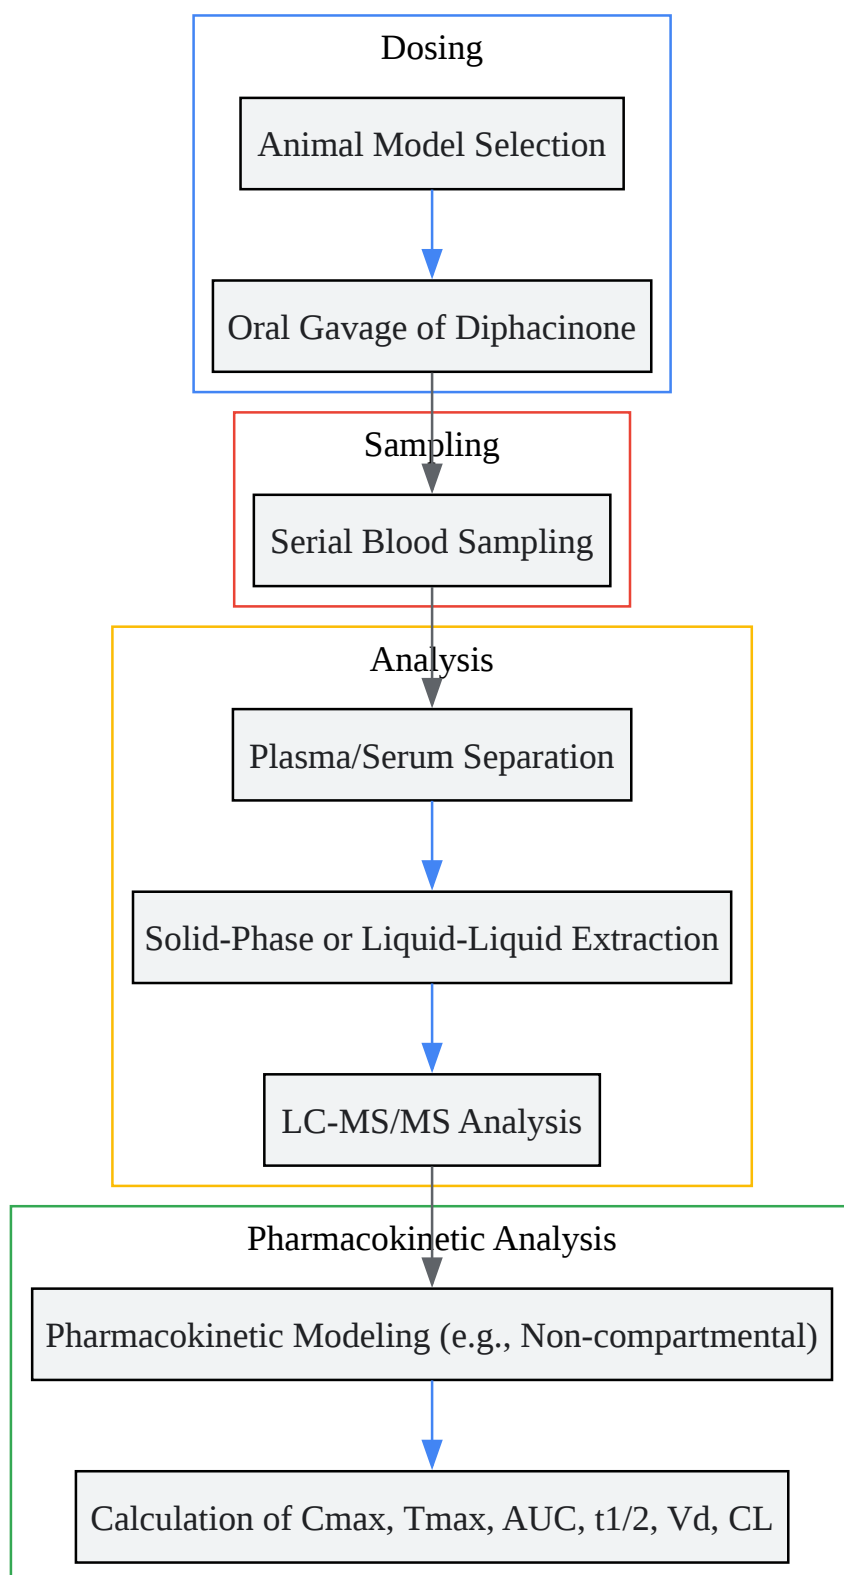 Dosing
Animal Model Selection
Oral Gavage of Diphacinone
Sampling
Serial Blood Sampling
Analysis
Plasma/Serum Separation
Solid-Phase or Liquid-Liquid Extraction
LC-MS/MS Analysis
Pharmacokinetic Analysis
Pharmacokinetic Modeling (e.g., Non-compartmental)
Calculation of Cmax, Tmax, AUC, t1/2, Vd, CL